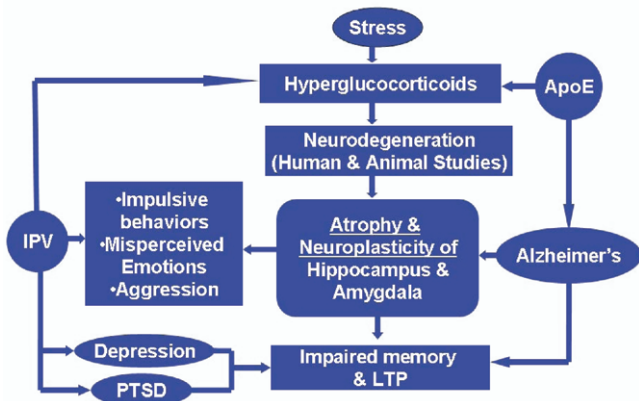 Stress
Hyperglucocorticoids
ApoE
Neurodegeneration
(Human & Animal Studies)
•Impulsive
behaviors
•Misperceived
Emotions
•Aggression
IPV
Atrophy &
Neuroplasticity of
Hippocampus &
Amygdala
Alzheimer's
Depression
PTSD
Impaired memory
& LTP